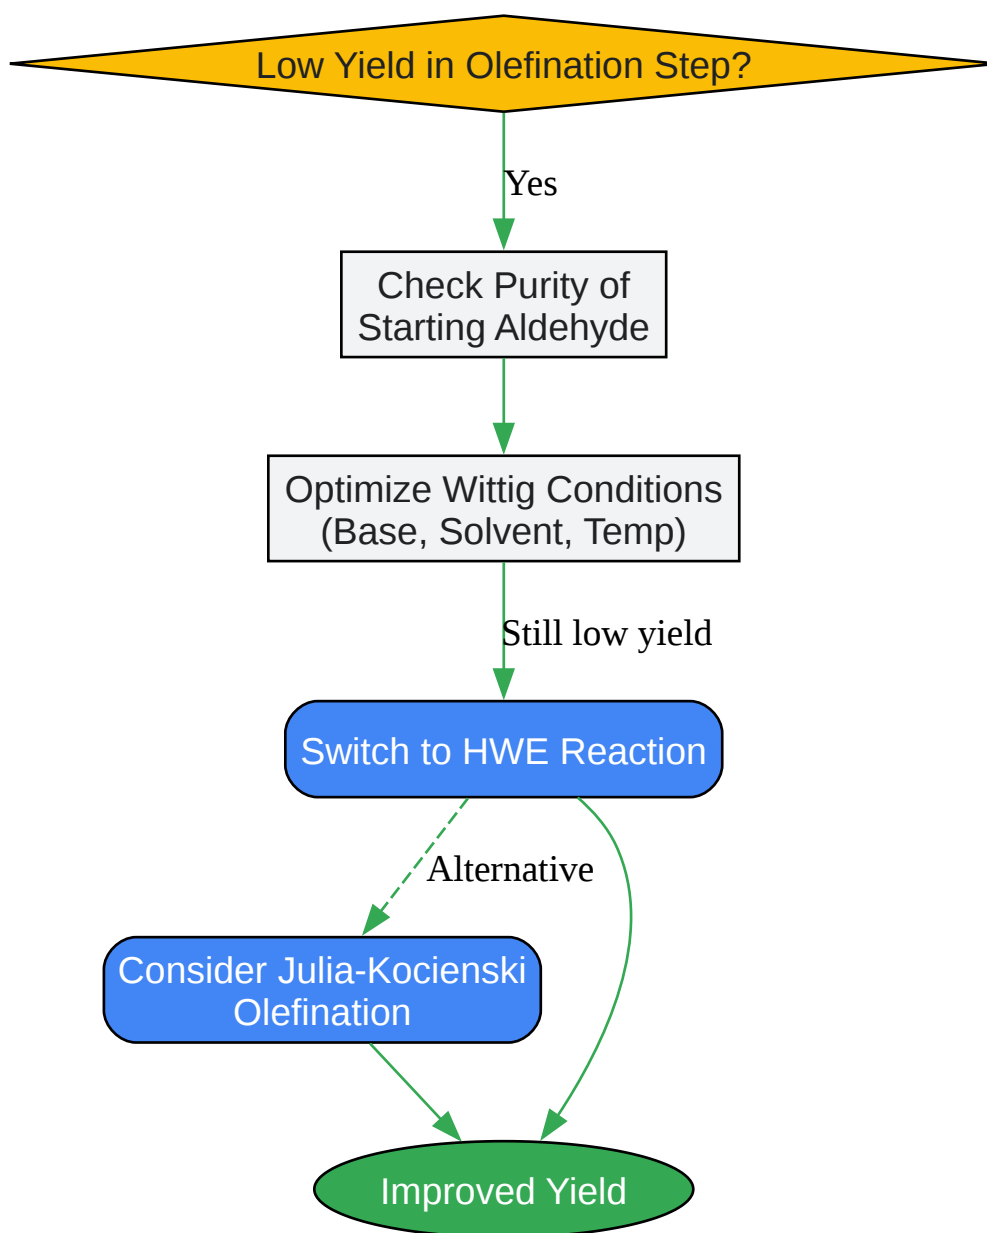 Low Yield in Olefination Step?
Yes
Check Purity of
Starting Aldehyde
Optimize Wittig Conditions
(Base, Solvent, Temp)
Still low yield
Switch to HWE Reaction
Alternative
Consider Julia-Kocienski
Olefination
Improved Yield